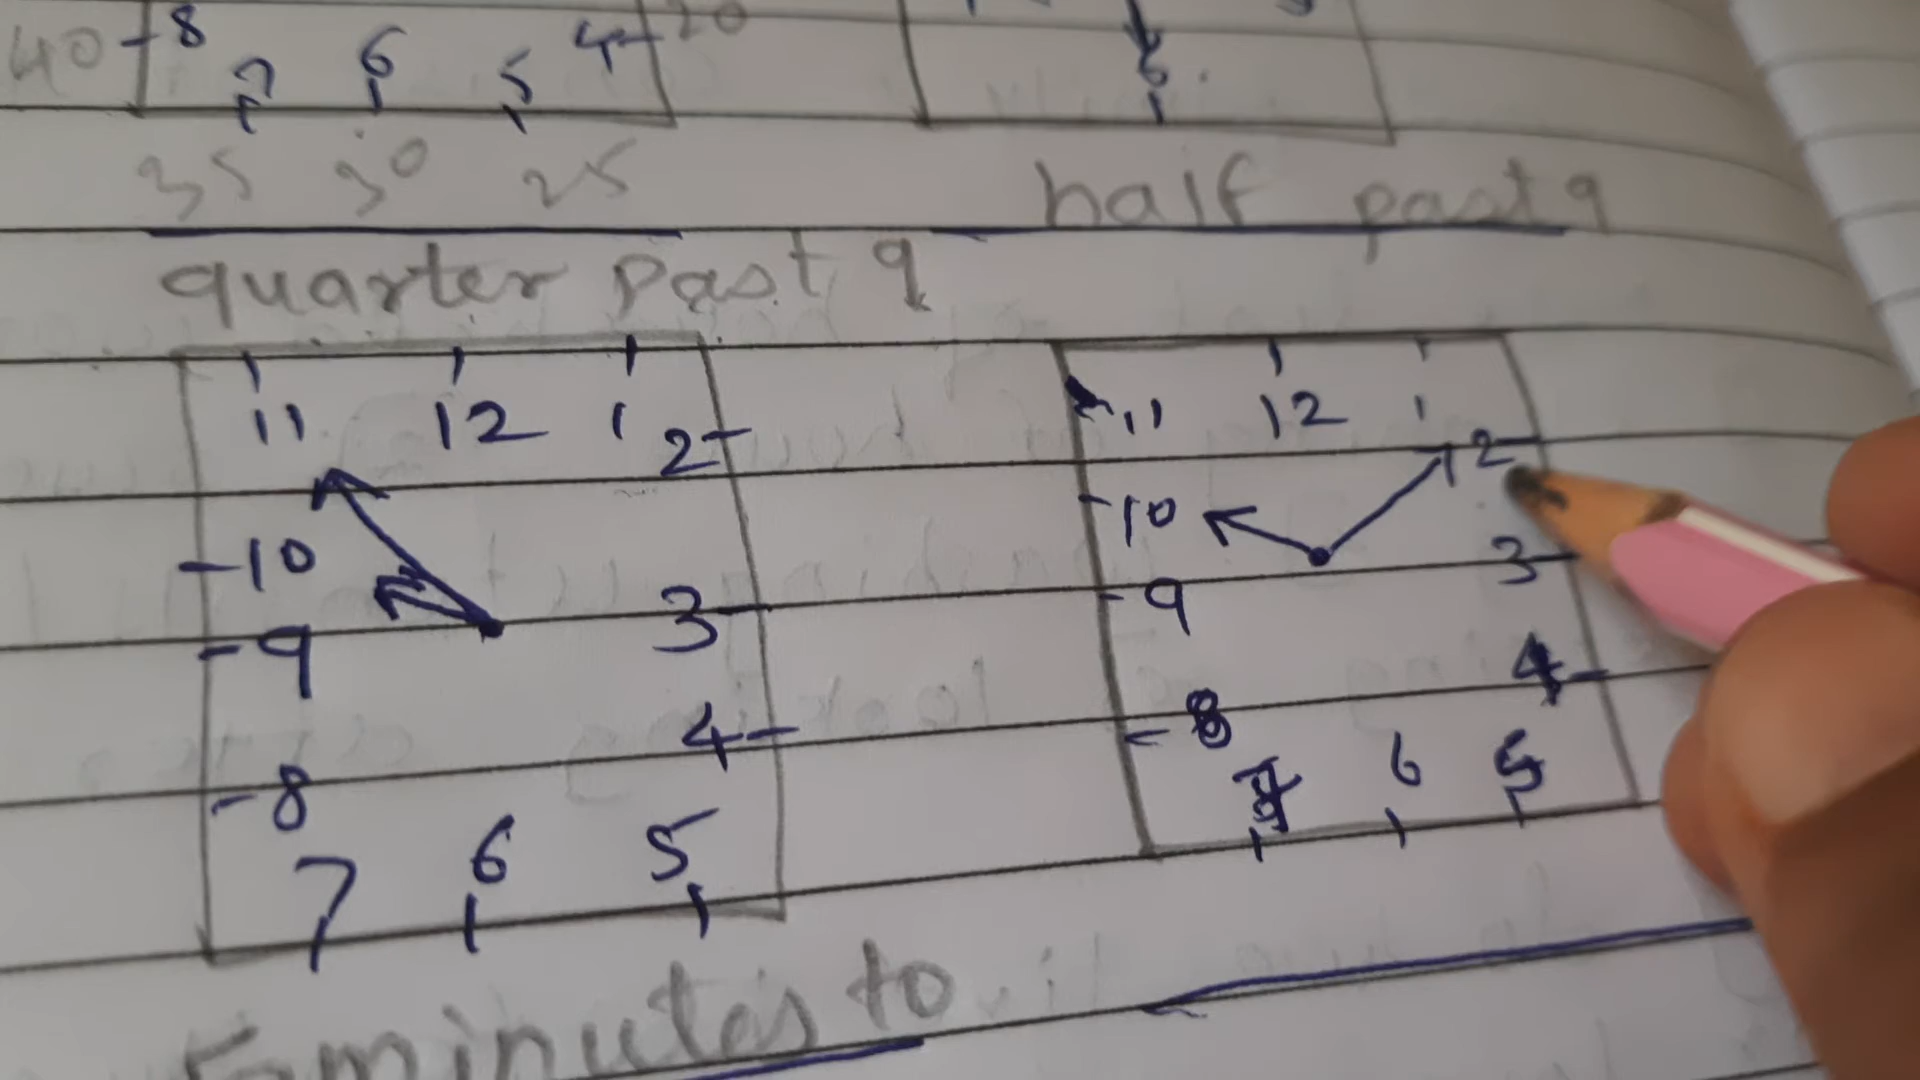 40 8 7 6 5 4 20
6
35 30 25
half past 9
quarter past 9
11 12 1 2
10 3
9 4
8
7 6 5
11 12 1 2
10 3
9 4
8
7 6 5
5 minutes to